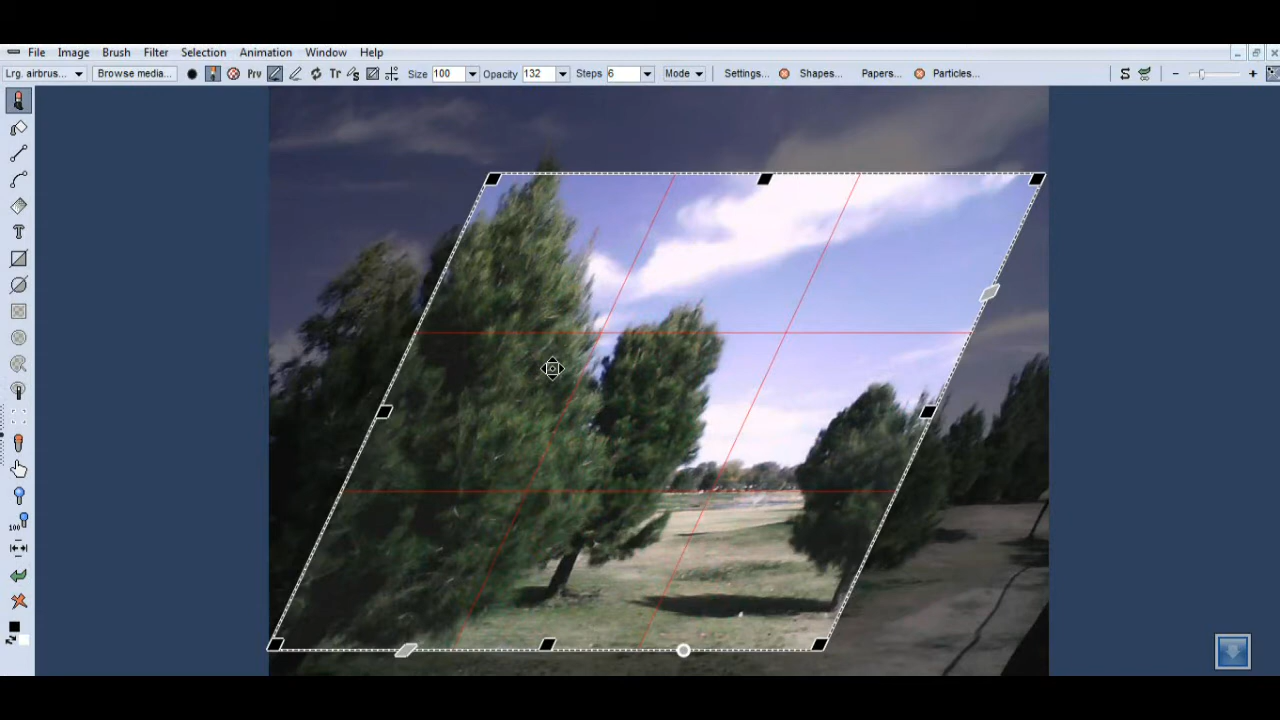 File Image Brush Filter Selection Animation Window Help
Lrg. airbrus... Browse media... Prv Tr Size 100 Opacity 132 Steps 6 Mode Settings... Shapes... Papers... Particles...
T
100